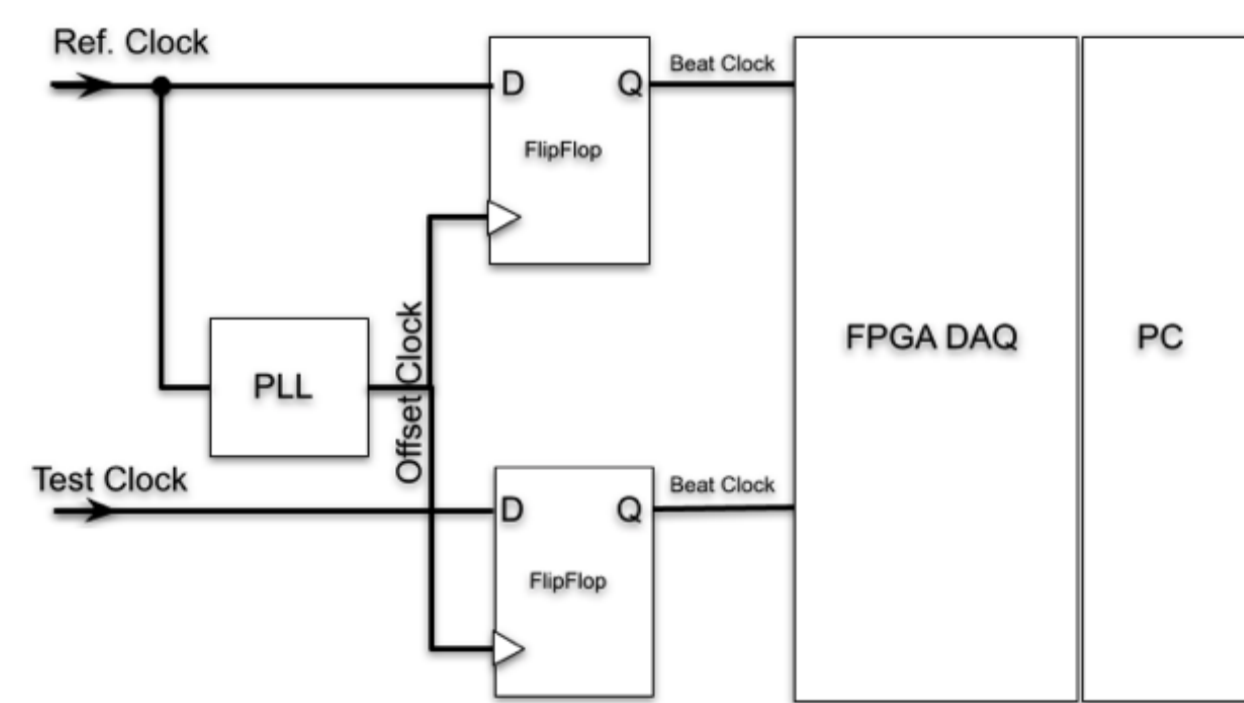 Ref. Clock
D
Q
Beat Clock
FlipFlop
Offset Clock
PLL
FPGA DAQ
PC
Test Clock
D
Q
Beat Clock
FlipFlop